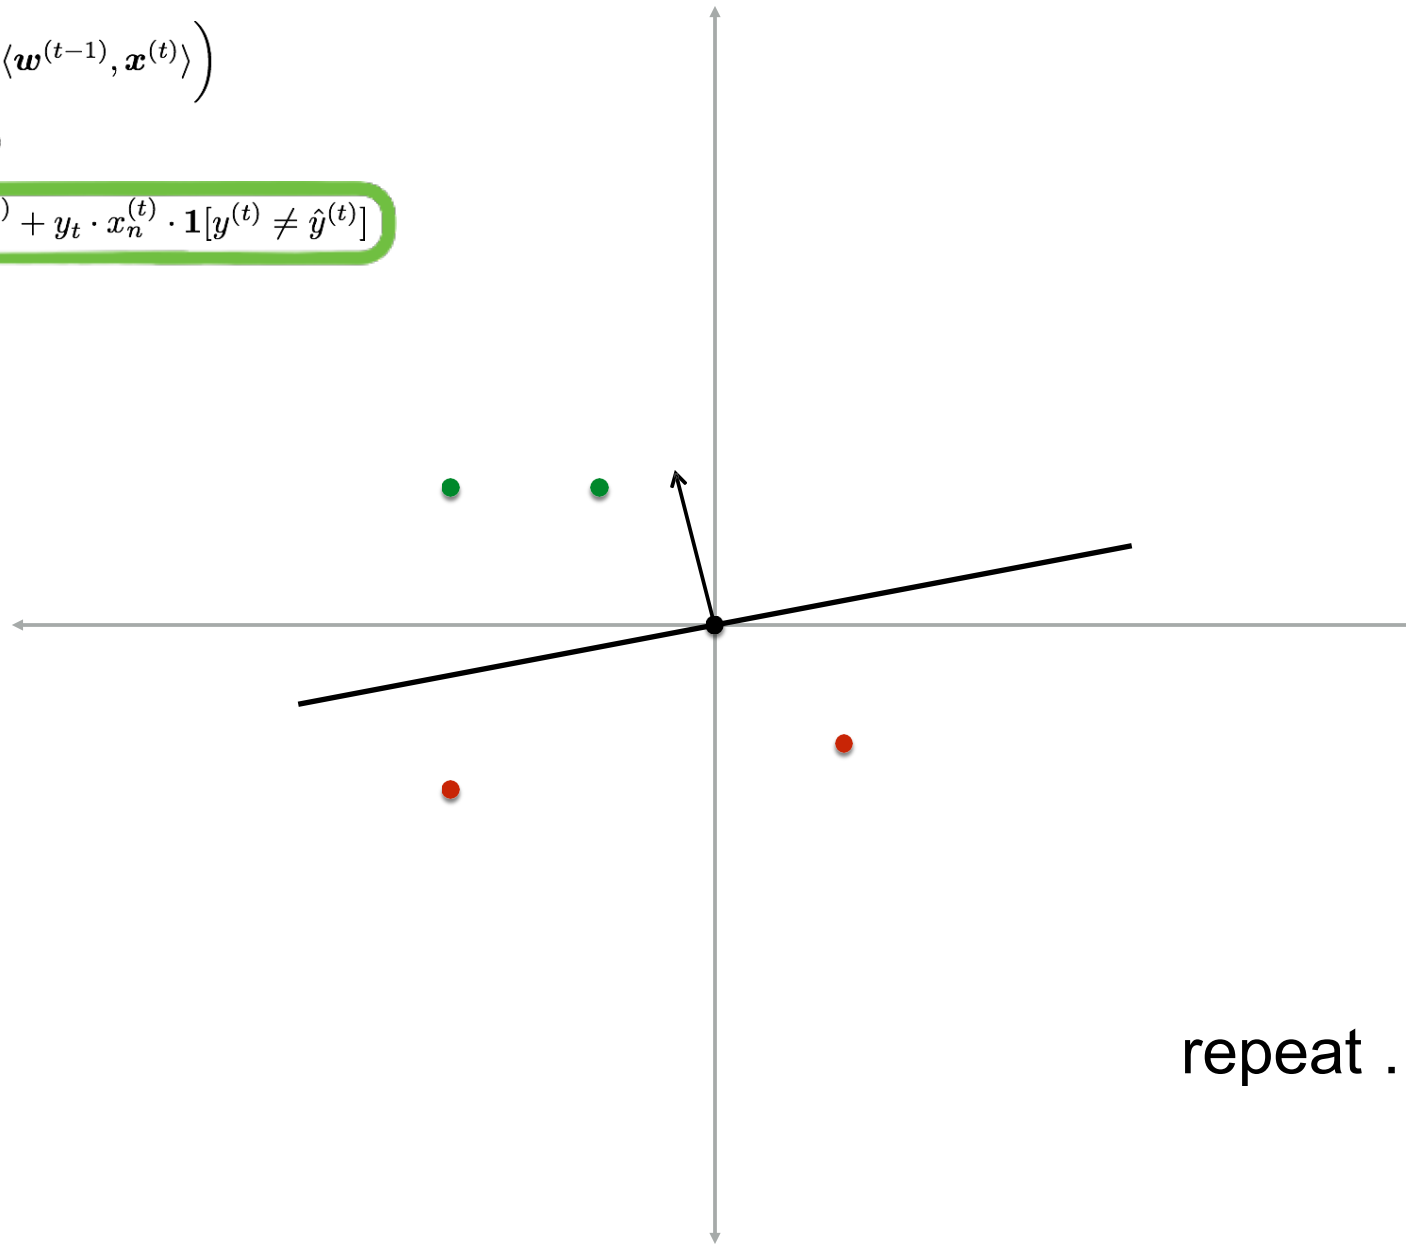 ⟨w^(t−1), x^(t)⟩)
) + y_t · x_n^(t) · 1[y^(t) ≠ ŷ^(t)]
repeat .